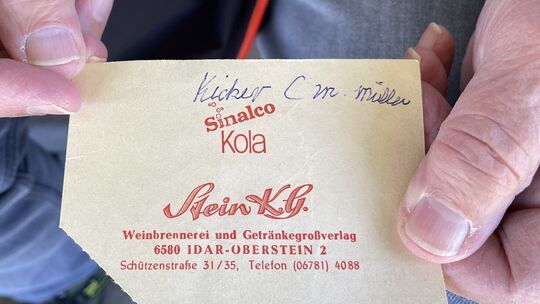 Kicker C m. Müller
Sinalco
Kola
Stein K.G.
Weinbrennerei und Getränkegroßverlag
6580 IDAR-OBERSTEIN 2
Schützenstraße 31/35, Telefon (06781) 4088